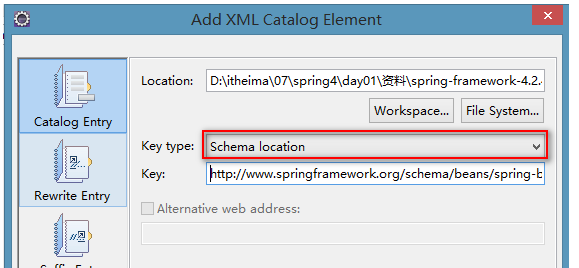 Add XML Catalog Element
Catalog Entry
Rewrite Entry
Location:
D:\itheima\07\spring4\day01\资料\spring-framework-4.2.
Workspace...
File System...
Key type:
Schema location
Key:
http://www.springframework.org/schema/beans/spring-b
Alternative web address: